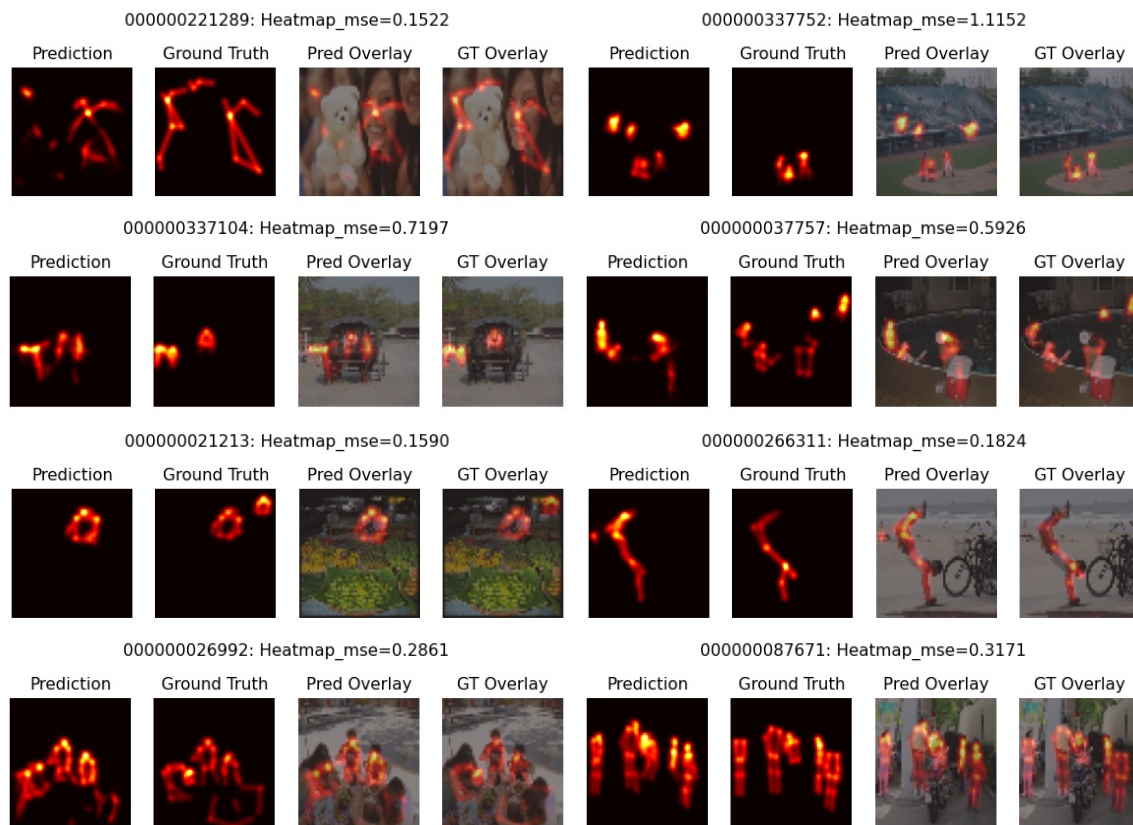 000000221289: Heatmap_mse=0.1522
Prediction Ground Truth Pred Overlay GT Overlay
000000337752: Heatmap_mse=1.1152
Prediction Ground Truth Pred Overlay GT Overlay
000000337104: Heatmap_mse=0.7197
Prediction Ground Truth Pred Overlay GT Overlay
000000037757: Heatmap_mse=0.5926
Prediction Ground Truth Pred Overlay GT Overlay
000000021213: Heatmap_mse=0.1590
Prediction Ground Truth Pred Overlay GT Overlay
000000266311: Heatmap_mse=0.1824
Prediction Ground Truth Pred Overlay GT Overlay
000000026992: Heatmap_mse=0.2861
Prediction Ground Truth Pred Overlay GT Overlay
000000087671: Heatmap_mse=0.3171
Prediction Ground Truth Pred Overlay GT Overlay